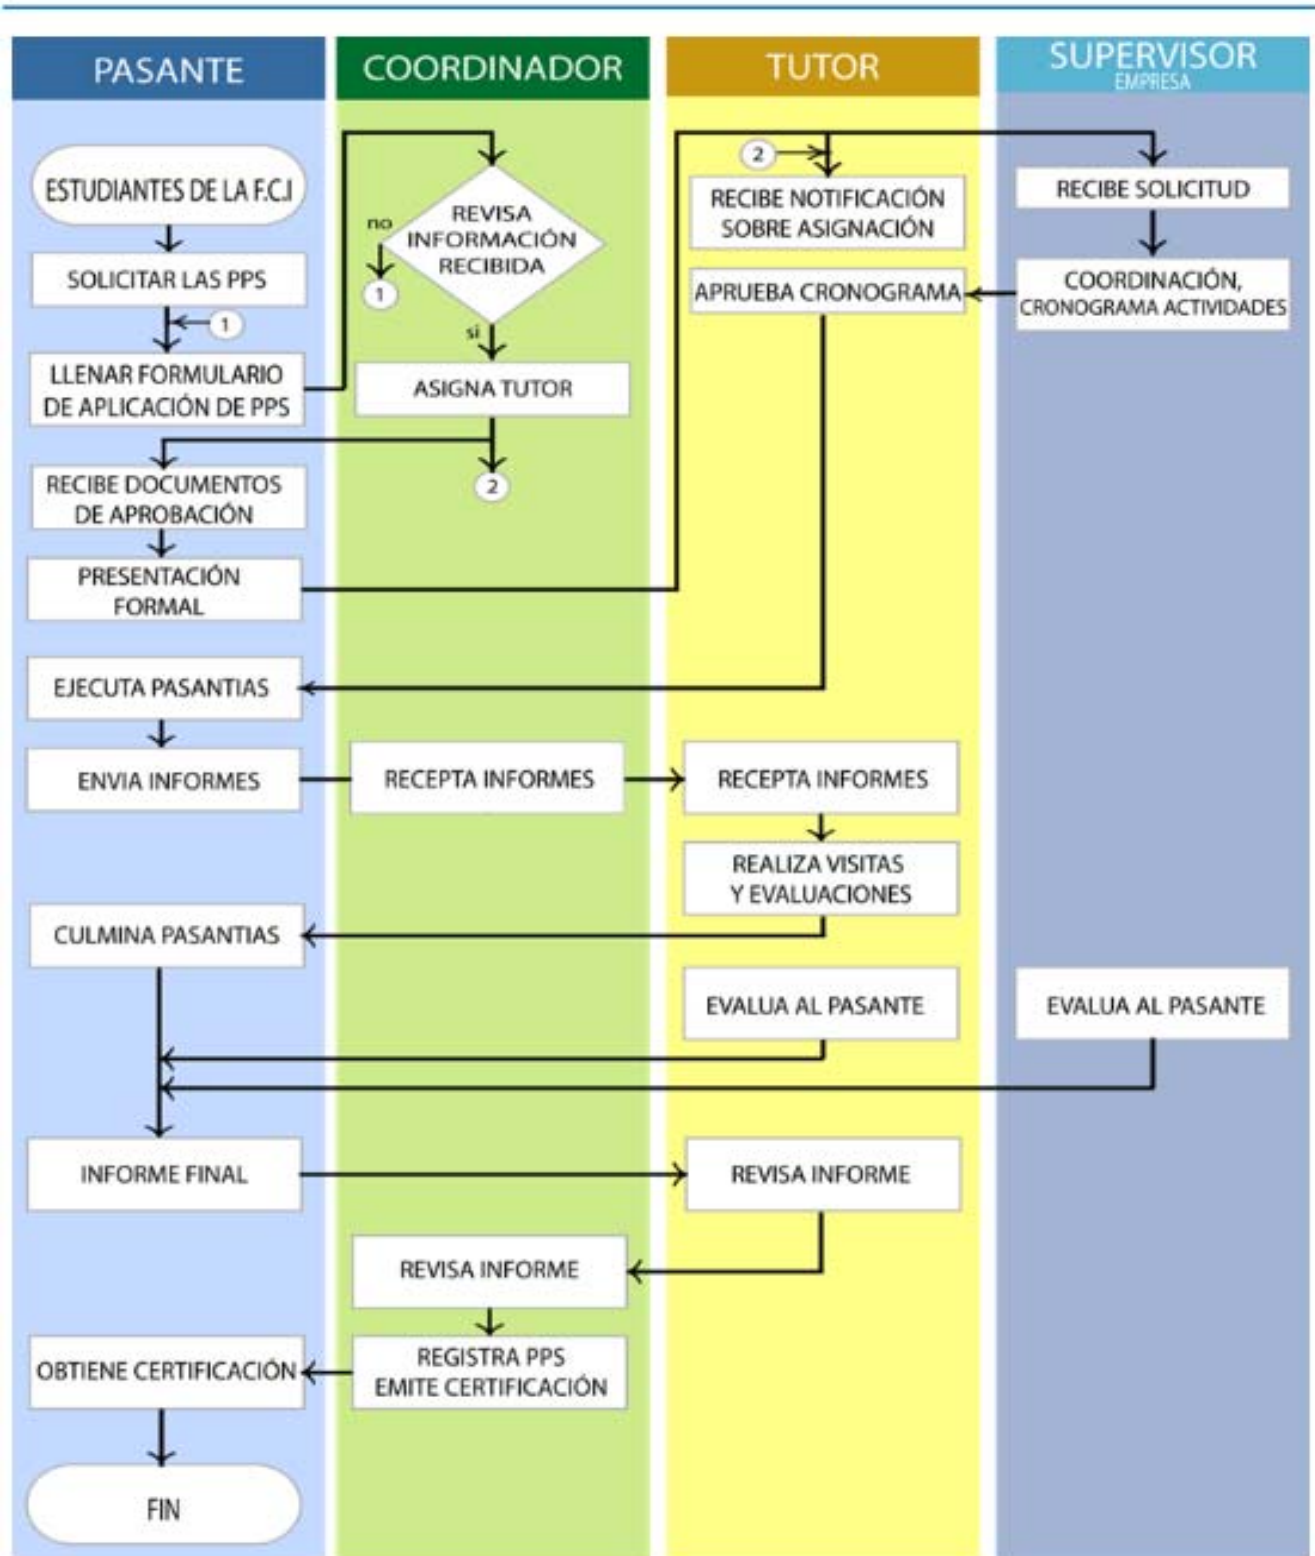 PASANTE
COORDINADOR
TUTOR
SUPERVISOR
EMPRESA
ESTUDIANTES DE LA F.C.I
SOLICITAR LAS PPS
1
LLENAR FORMULARIO
DE APLICACIÓN DE PPS
REVISA
INFORMACIÓN
RECIBIDA
no
1
si
ASIGNA TUTOR
2
2
RECIBE NOTIFICACIÓN
SOBRE ASIGNACIÓN
RECIBE SOLICITUD
COORDINACIÓN,
CRONOGRAMA ACTIVIDADES
APRUEBA CRONOGRAMA
RECIBE DOCUMENTOS
DE APROBACIÓN
PRESENTACIÓN
FORMAL
EJECUTA PASANTIAS
ENVIA INFORMES
RECEPTA INFORMES
RECEPTA INFORMES
REALIZA VISITAS
Y EVALUACIONES
CULMINA PASANTIAS
EVALUA AL PASANTE
EVALUA AL PASANTE
INFORME FINAL
REVISA INFORME
REVISA INFORME
REGISTRA PPS
EMITE CERTIFICACIÓN
OBTIENE CERTIFICACIÓN
FIN